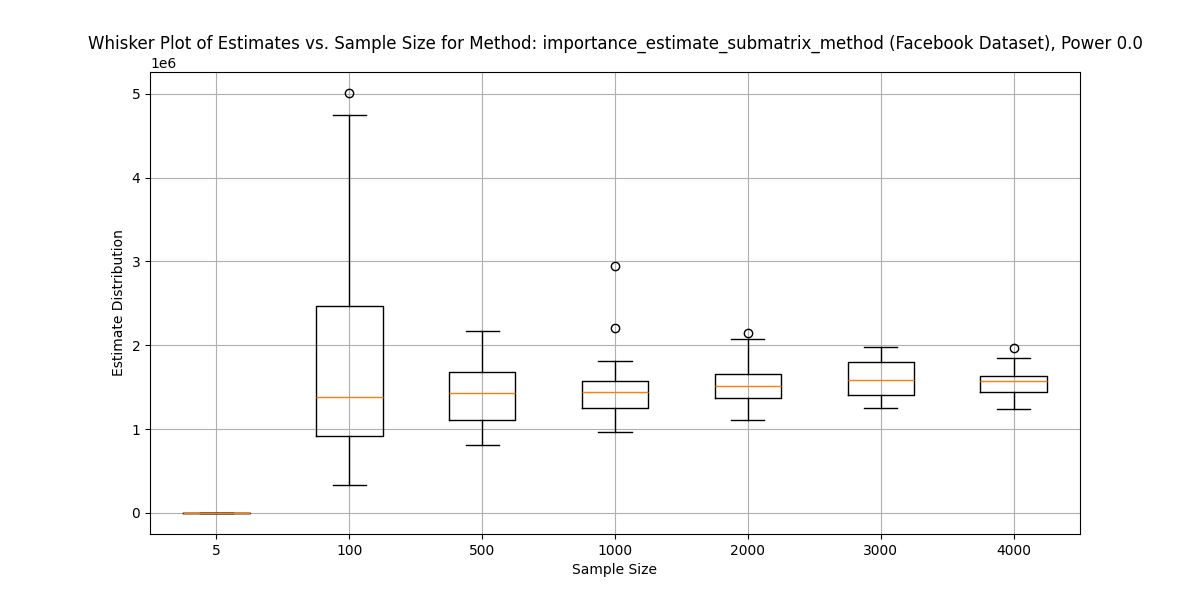 Whisker Plot of Estimates vs. Sample Size for Method: importance_estimate_submatrix_method (Facebook Dataset), Power 0.0
1e6
5
4
3
2
1
0
Estimate Distribution
5 100 500 1000 2000 3000 4000
Sample Size